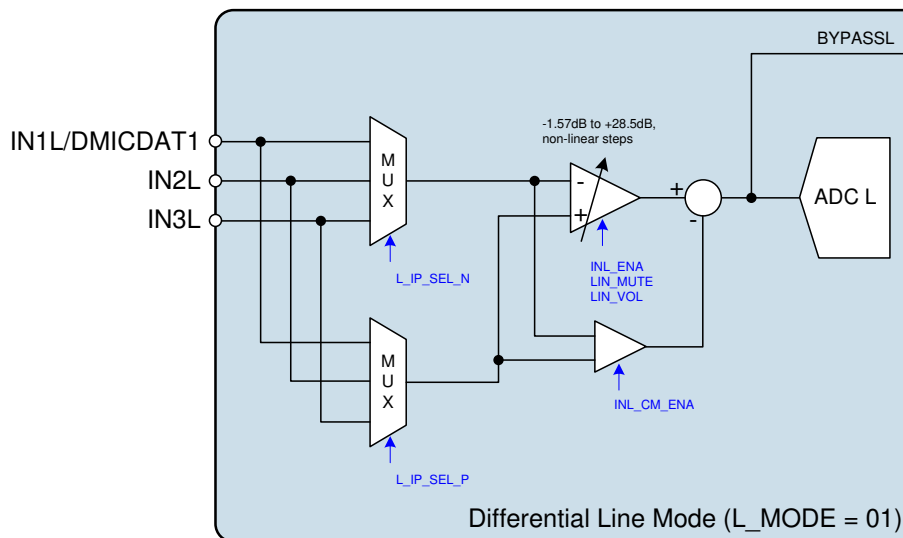 BYPASSL
-1.57dB to +28.5dB,
non-linear steps
IN1L/DMICDAT1
IN2L
IN3L
M
U
X
-
+
+
-
ADC L
L_IP_SEL_N
INL_ENA
LIN_MUTE
LIN_VOL
M
U
X
INL_CM_ENA
L_IP_SEL_P
Differential Line Mode (L_MODE = 01)